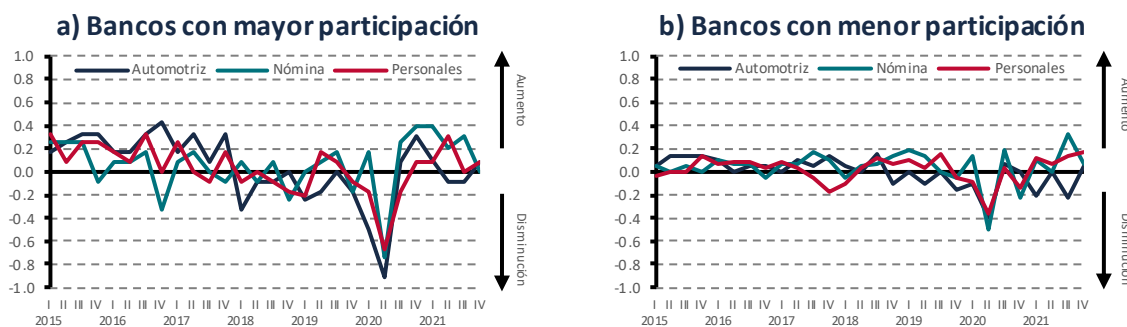 a) Bancos con mayor participación
1.0
0.8
0.6
0.4
0.2
0.0
-0.2
-0.4
-0.6
-0.8
-1.0
Automotriz Nómina Personales
Aumento
Disminución
I II III IV I II III IV I II III IV I II III IV I II III IV I II III IV I II III IV
2015 2016 2017 2018 2019 2020 2021
b) Bancos con menor participación
1.0
0.8
0.6
0.4
0.2
0.0
-0.2
-0.4
-0.6
-0.8
-1.0
Automotriz Nómina Personales
Aumento
Disminución
I II III IV I II III IV I II III IV I II III IV I II III IV I II III IV I II III IV
2015 2016 2017 2018 2019 2020 2021